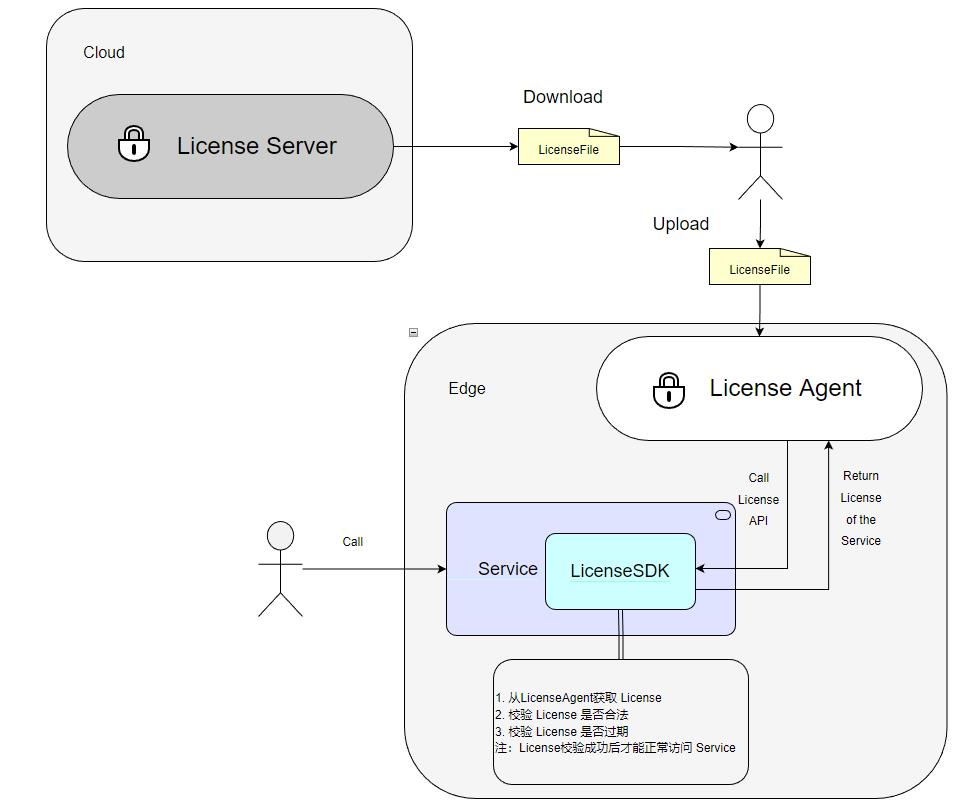 Cloud
License Server
Download
LicenseFile
Upload
LicenseFile
Edge
License Agent
Call
License
API
Return
License
of the
Service
Call
Service
LicenseSDK
1. 从LicenseAgent获取 License
2. 校验 License 是否合法
3. 校验 License 是否过期
注：License校验成功后才能正常访问 Service